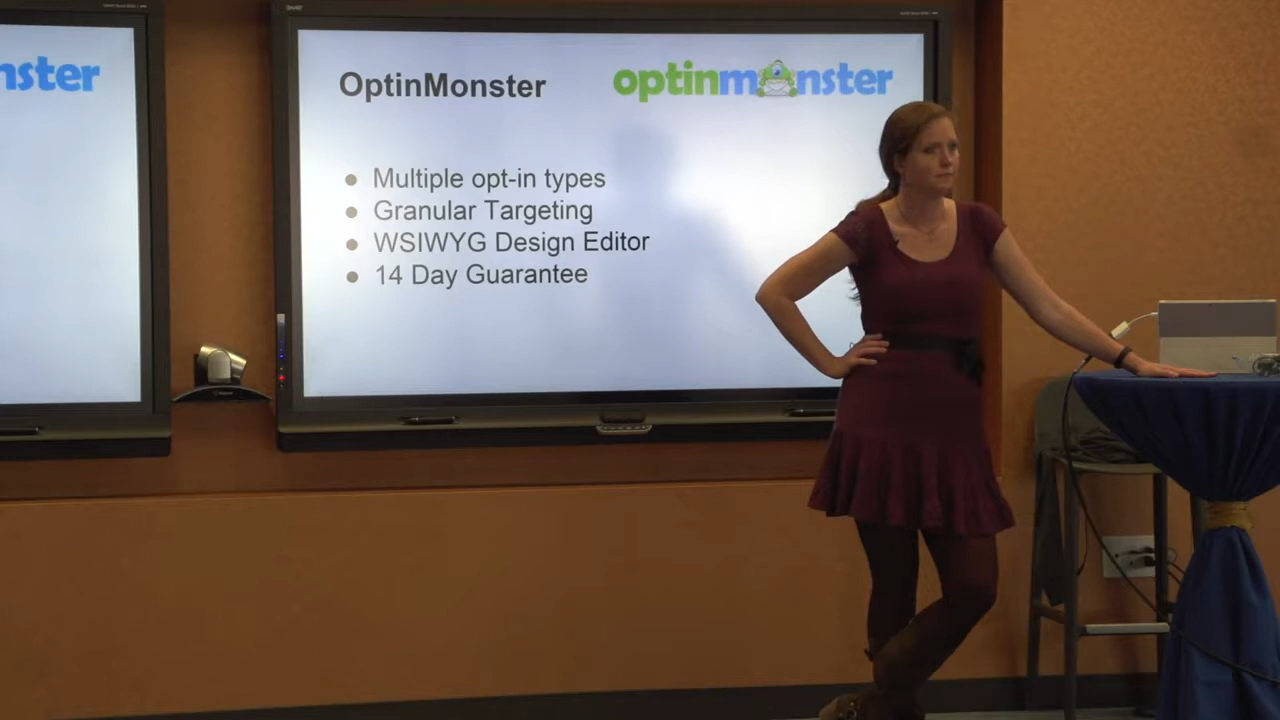 nster
OptinMonster
optinmonster
Multiple opt-in types
Granular Targeting
WSIWYG Design Editor
14 Day Guarantee